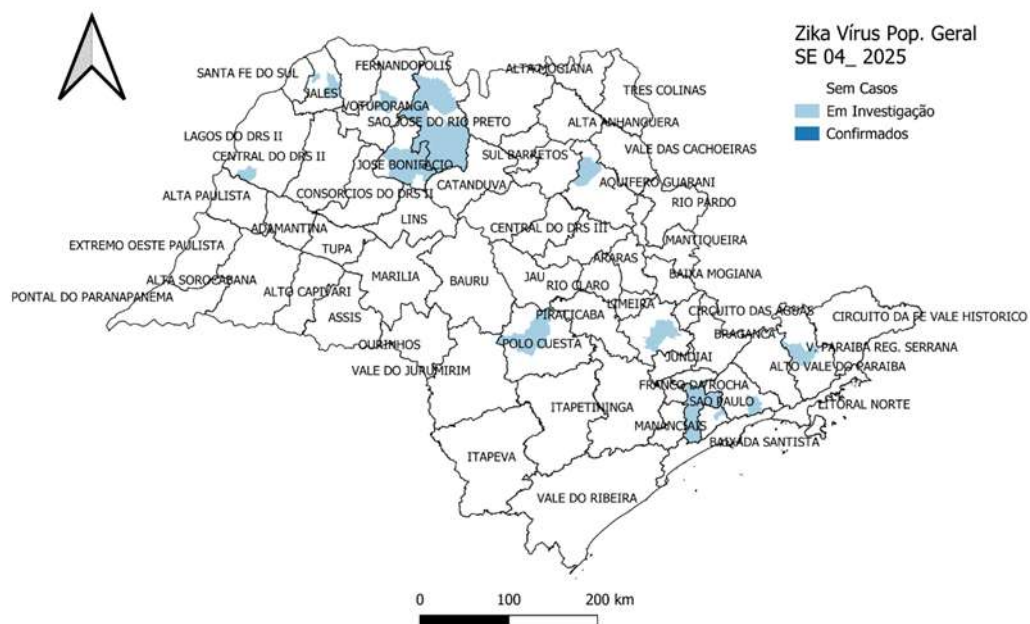 Zika Vírus Pop. Geral
SE 04_ 2025
Sem Casos
Em Investigação
Confirmados
SANTA FE DO SUL
FERNANDOPOLIS
ALTA MOGIANA
JALES
VOTUPORANGA
TRES COLINAS
SAO JOSE DO RIO PRETO
ALTA ANHANGUERA
LAGOS DO DRS II
CENTRAL DO DRS II
JOSE BONIFACIO
SUL BARRETOS
VALE DAS CACHOEIRAS
ALTA PAULISTA
CONSORCIOS DO DRS II
CATANDUVA
AQUIFERO GUARANI
RIO PARDO
ADAMANTINA
LINS
CENTRAL DO DRS III
EXTREMO OESTE PAULISTA
TUPA
MANTIQUEIRA
ARARAS
ALTA SOROCABANA
MARILIA
BAURU
JAU
RIO CLARO
BAIXA MOGIANA
PONTAL DO PARANAPANEMA
ALTO CAPIVARI
LIMEIRA
ASSIS
PIRACICABA
CIRCUITO DAS AGUAS
CIRCUITO DA FE VALE HISTORICO
BRAGANCA
OURINHOS
POLO CUESTA
V. PARAIBA REG. SERRANA
JUNDIAI
VALE DO JURUMIRIM
ALTO VALE DO PARAIBA
FRANCO DA ROCHA
ITAPETININGA
SAO PAULO
LITORAL NORTE
MANANCIAIS
BAIXADA SANTISTA
ITAPEVA
VALE DO RIBEIRA
0 100 200 km